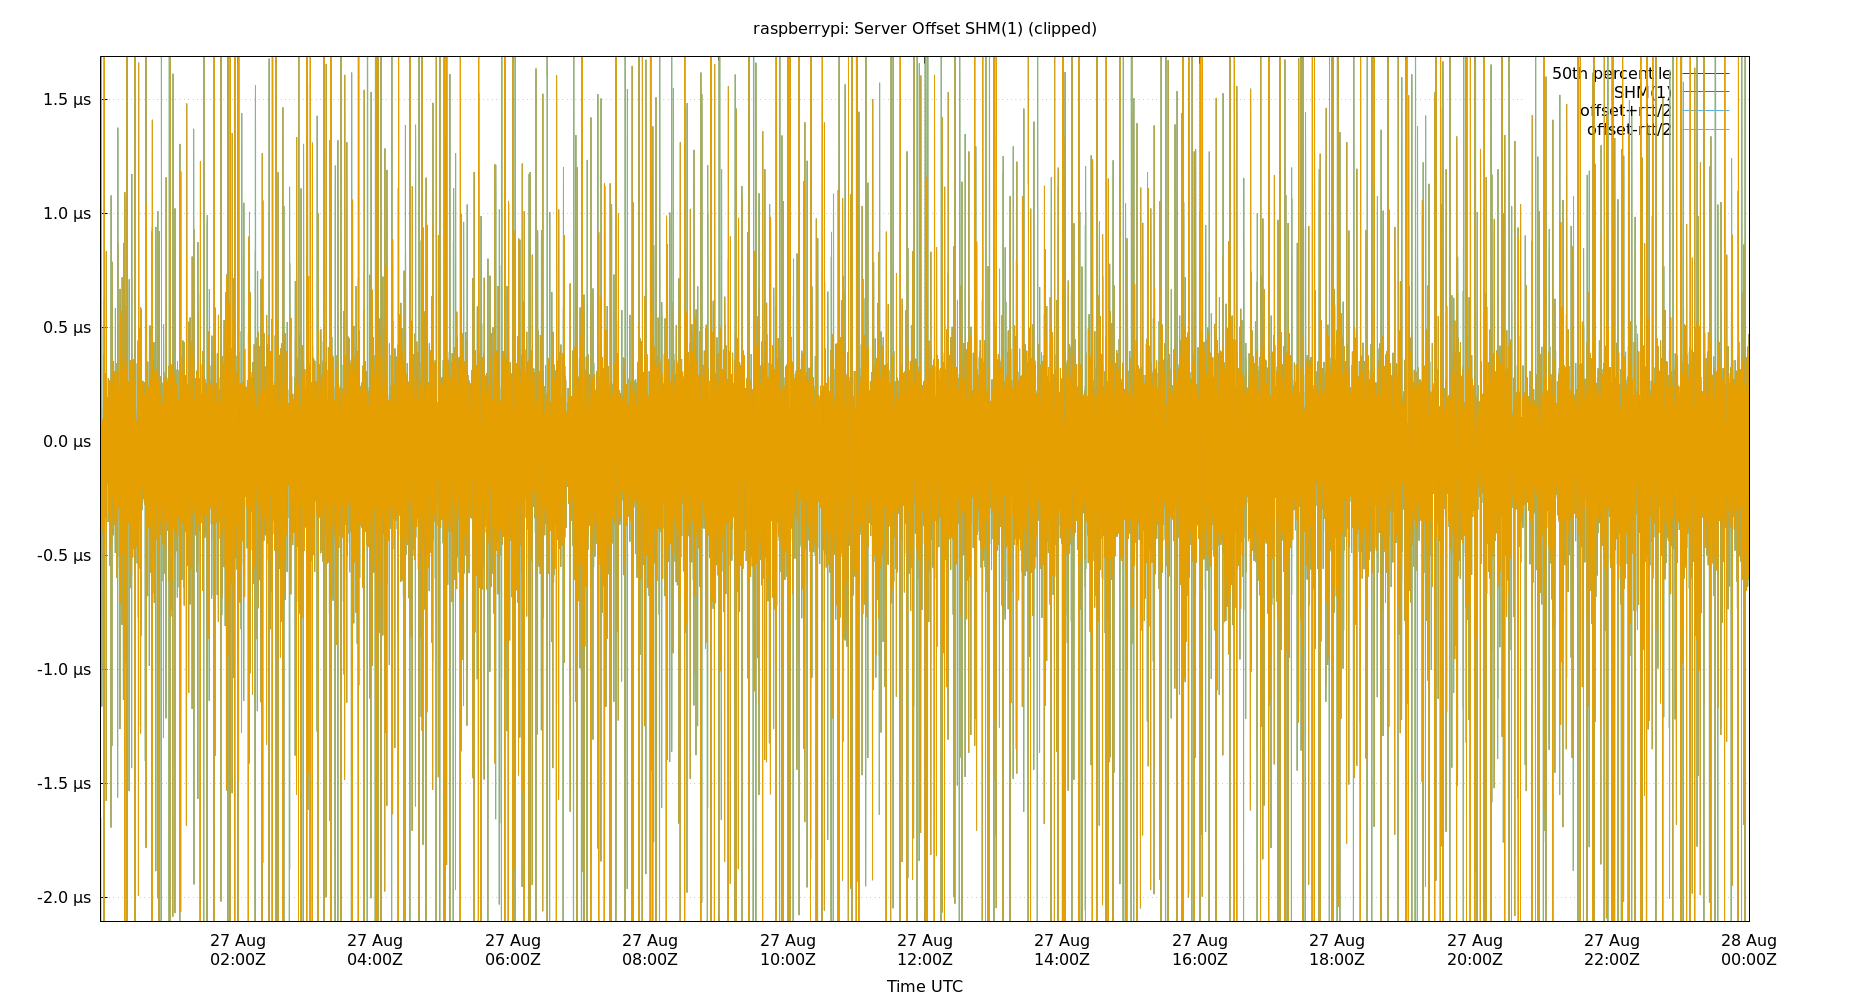 raspberrypi: Server Offset SHM(1) (clipped)
50th percentile
SHM(1)
offset+rtt/2
offset-rtt/2
1.5 µs
1.0 µs
0.5 µs
0.0 µs
-0.5 µs
-1.0 µs
-1.5 µs
-2.0 µs
27 Aug 27 Aug 27 Aug 27 Aug 27 Aug 27 Aug 27 Aug 27 Aug 27 Aug 27 Aug 27 Aug 28 Aug
02:00Z 04:00Z 06:00Z 08:00Z 10:00Z 12:00Z 14:00Z 16:00Z 18:00Z 20:00Z 22:00Z 00:00Z
Time UTC